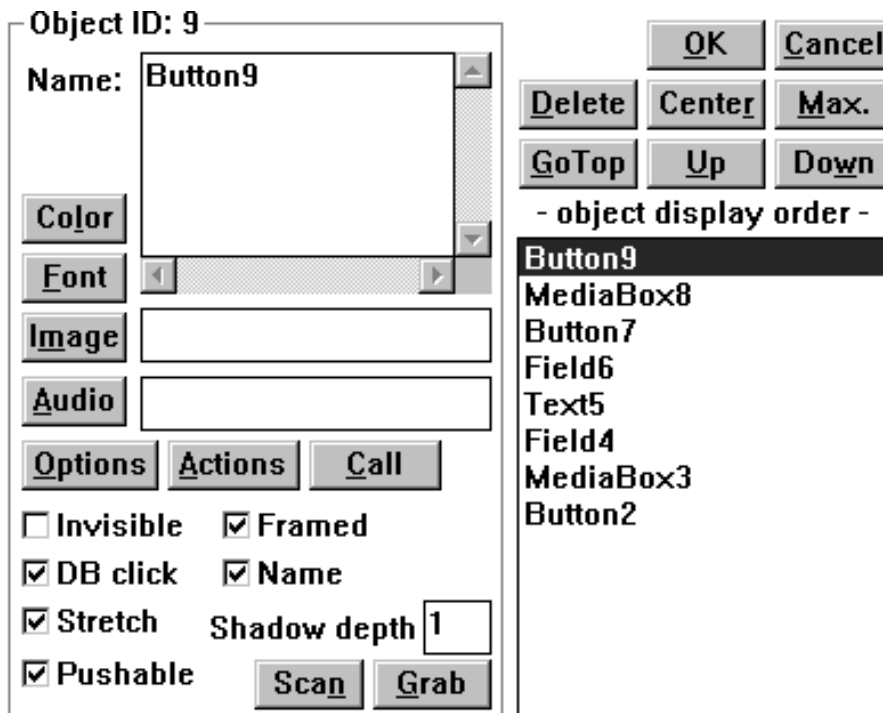 Object ID: 9
Name:
Button9
Color
Font
Image
Audio
Options Actions Call
Invisible Framed
DB click Name
Stretch Shadow depth 1
Pushable Scan Grab
OK Cancel
Delete Center Max.
GoTop Up Down
- object display order -
Button9
MediaBox8
Button7
Field6
Text5
Field4
MediaBox3
Button2